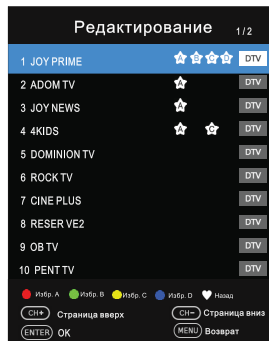 Редактирование 1/2
1 JOY PRIME A B C D DTV
2 ADOM TV A DTV
3 JOY NEWS A DTV
4 4KIDS A C DTV
5 DOMINION TV DTV
6 ROCK TV DTV
7 CINE PLUS DTV
8 RESER VE2 DTV
9 OB TV DTV
10 PENT TV DTV
Избр. A Избр. B Избр. C Избр. D Назад
CH+ Страница вверх CH- Страница вниз
ENTER OK MENU Возврат